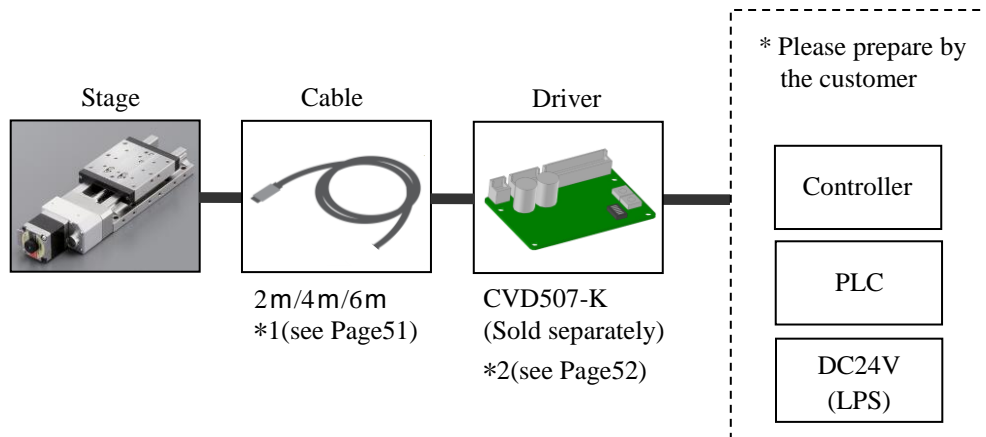 * Please prepare by
the customer
Stage
Cable
Driver
2m/4m/6m
*1(see Page51)
CVD507-K
(Sold separately)
*2(see Page52)
Controller
PLC
DC24V
(LPS)